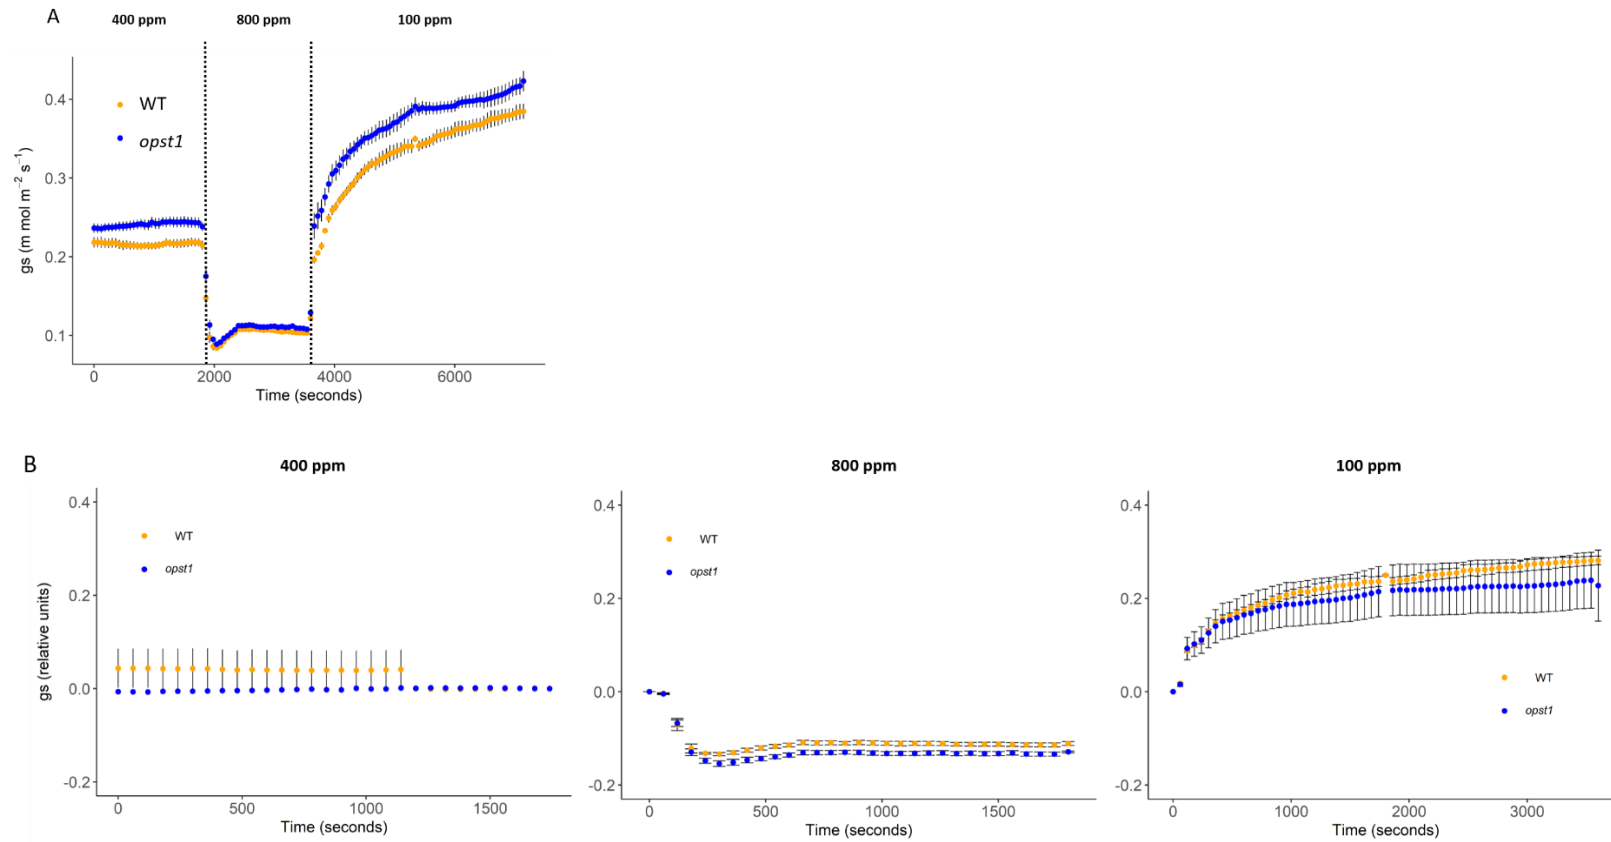 A
400 ppm 800 ppm 100 ppm
WT
opst1
0.4
0.3
0.2
0.1
gs (m mol m⁻² s⁻¹)
0 2000 4000 6000
Time (seconds)
B
400 ppm 800 ppm 100 ppm
gs (relative units)
0.4
0.2
0.0
-0.2
WT
opst1
0 500 1000 1500
Time (seconds)
0.4
0.2
0.0
-0.2
WT
opst1
0 500 1000 1500
Time (seconds)
0.4
0.2
0.0
-0.2
WT
opst1
0 1000 2000 3000
Time (seconds)